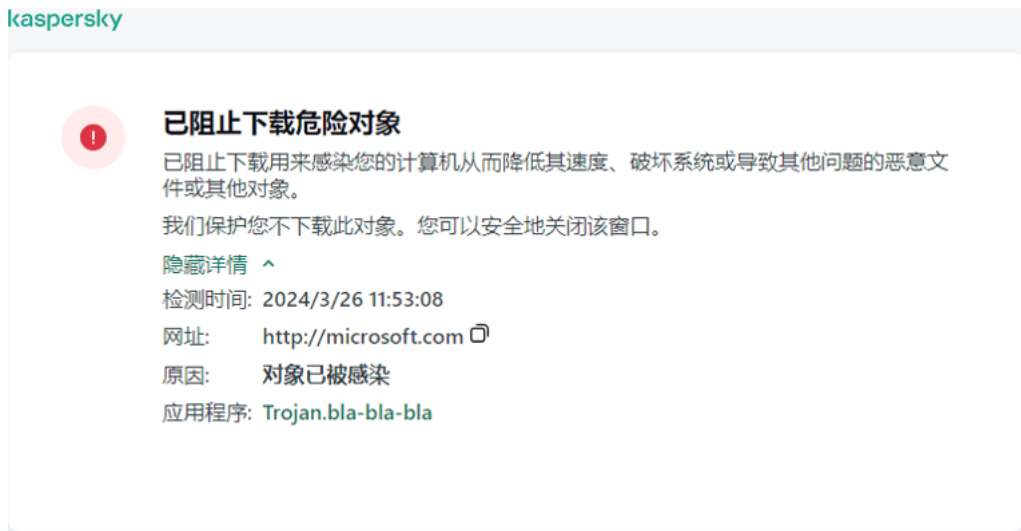 kaspersky
已阻止下载危险对象
已阻止下载用来感染您的计算机从而降低其速度、破坏系统或导致其他问题的恶意文
件或其他对象。
我们保护您不下载此对象。您可以安全地关闭该窗口。
隐藏详情
检测时间: 2024/3/26 11:53:08
网址: http://microsoft.com
原因: 对象已被感染
应用程序: Trojan.bla-bla-bla